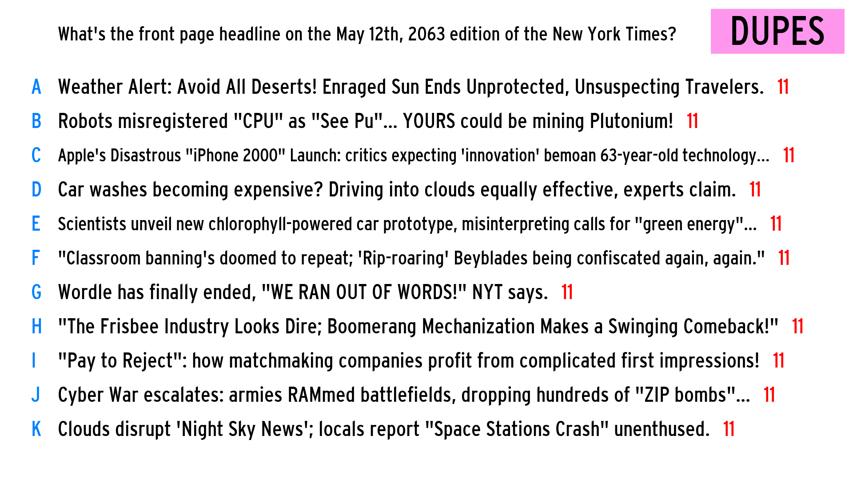 What's the front page headline on the May 12th, 2063 edition of the New York Times?
DUPES
A Weather Alert: Avoid All Deserts! Enraged Sun Ends Unprotected, Unsuspecting Travelers. 11
B Robots misregistered "CPU" as "See Pu"... YOURS could be mining Plutonium! 11
C Apple's Disastrous "iPhone 2000" Launch: critics expecting 'innovation' bemoan 63-year-old technology... 11
D Car washes becoming expensive? Driving into clouds equally effective, experts claim. 11
E Scientists unveil new chlorophyll-powered car prototype, misinterpreting calls for "green energy"... 11
F "Classroom banning's doomed to repeat; 'Rip-roaring' Beyblades being confiscated again, again." 11
G Wordle has finally ended, "WE RAN OUT OF WORDS!" NYT says. 11
H "The Frisbee Industry Looks Dire; Boomerang Mechanization Makes a Swinging Comeback!" 11
I "Pay to Reject": how matchmaking companies profit from complicated first impressions! 11
J Cyber War escalates: armies RAMmed battlefields, dropping hundreds of "ZIP bombs"... 11
K Clouds disrupt 'Night Sky News'; locals report "Space Stations Crash" unenthused. 11